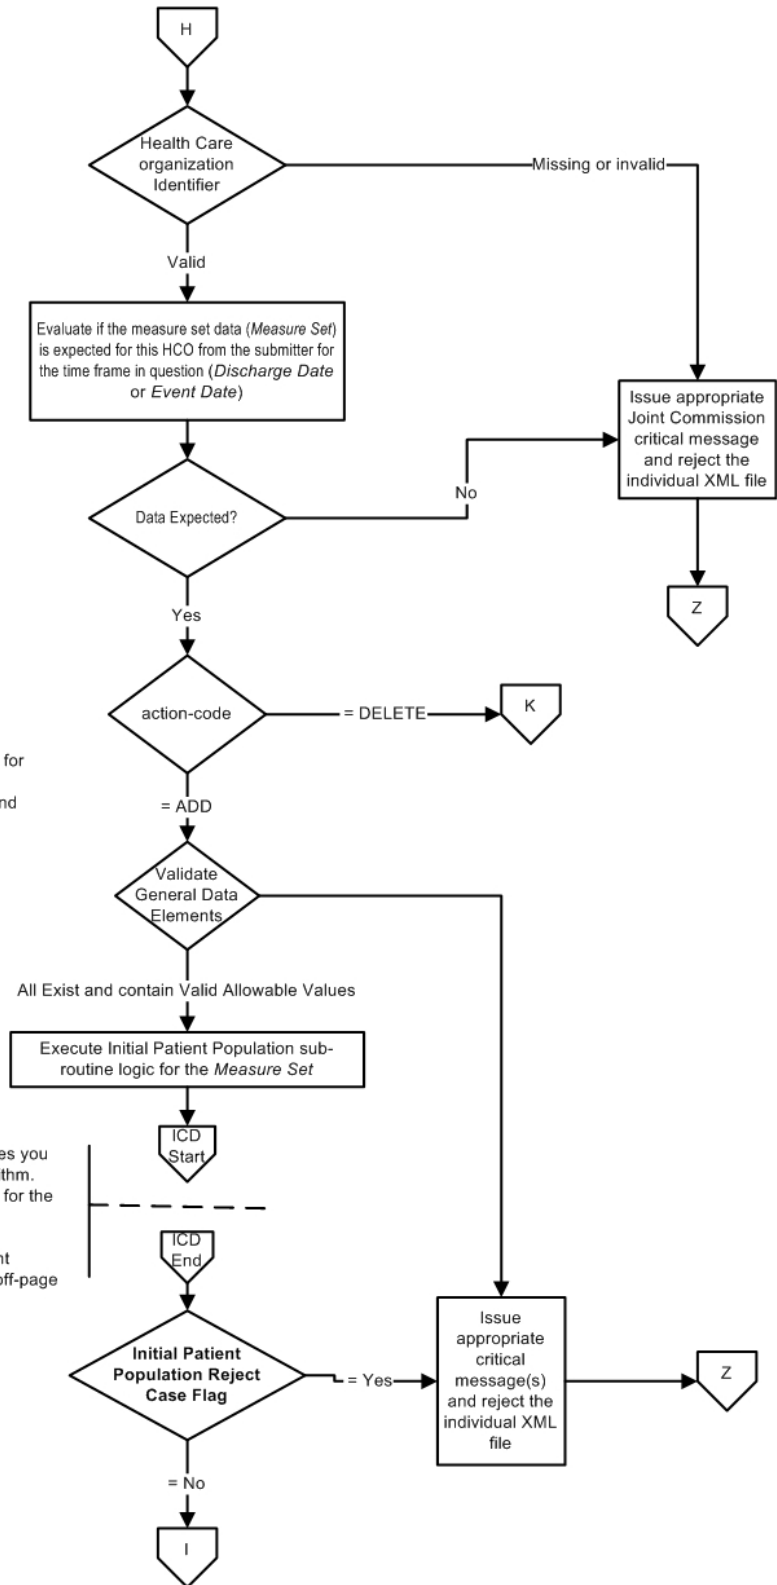 H
Health Care
organization
Identifier
Missing or invalid
Valid
Evaluate if the measure set data (Measure Set)
is expected for this HCO from the submitter for
the time frame in question (Discharge Date
or Event Date)
Issue appropriate
Joint Commission
critical message
and reject the
individual XML file
No
Data Expected?
Z
Yes
action-code
= DELETE
K
for
nd
= ADD
Validate
General Data
Elements
All Exist and contain Valid Allowable Values
Execute Initial Patient Population sub-
routine logic for the Measure Set
ICD
Start
es you
ithm.
for the
nt
off-page
ICD
End
Initial Patient
Population Reject
Case Flag
= Yes
Issue
appropriate
critical
message(s)
and reject the
individual XML
file
Z
= No
I